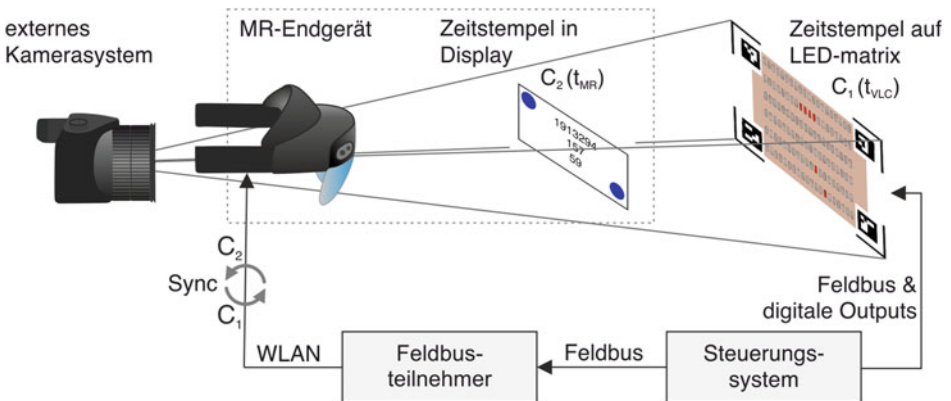 externes
Kamerasystem
MR-Endgerät
Zeitstempel in
Display
C₂ (tMR)
1913294
157
59
Zeitstempel auf
LED-matrix
C₁ (tVLC)
C₂
Sync
C₁
WLAN
Feldbus-
teilnehmer
Feldbus
Steuerungs-
system
Feldbus &
digitale Outputs